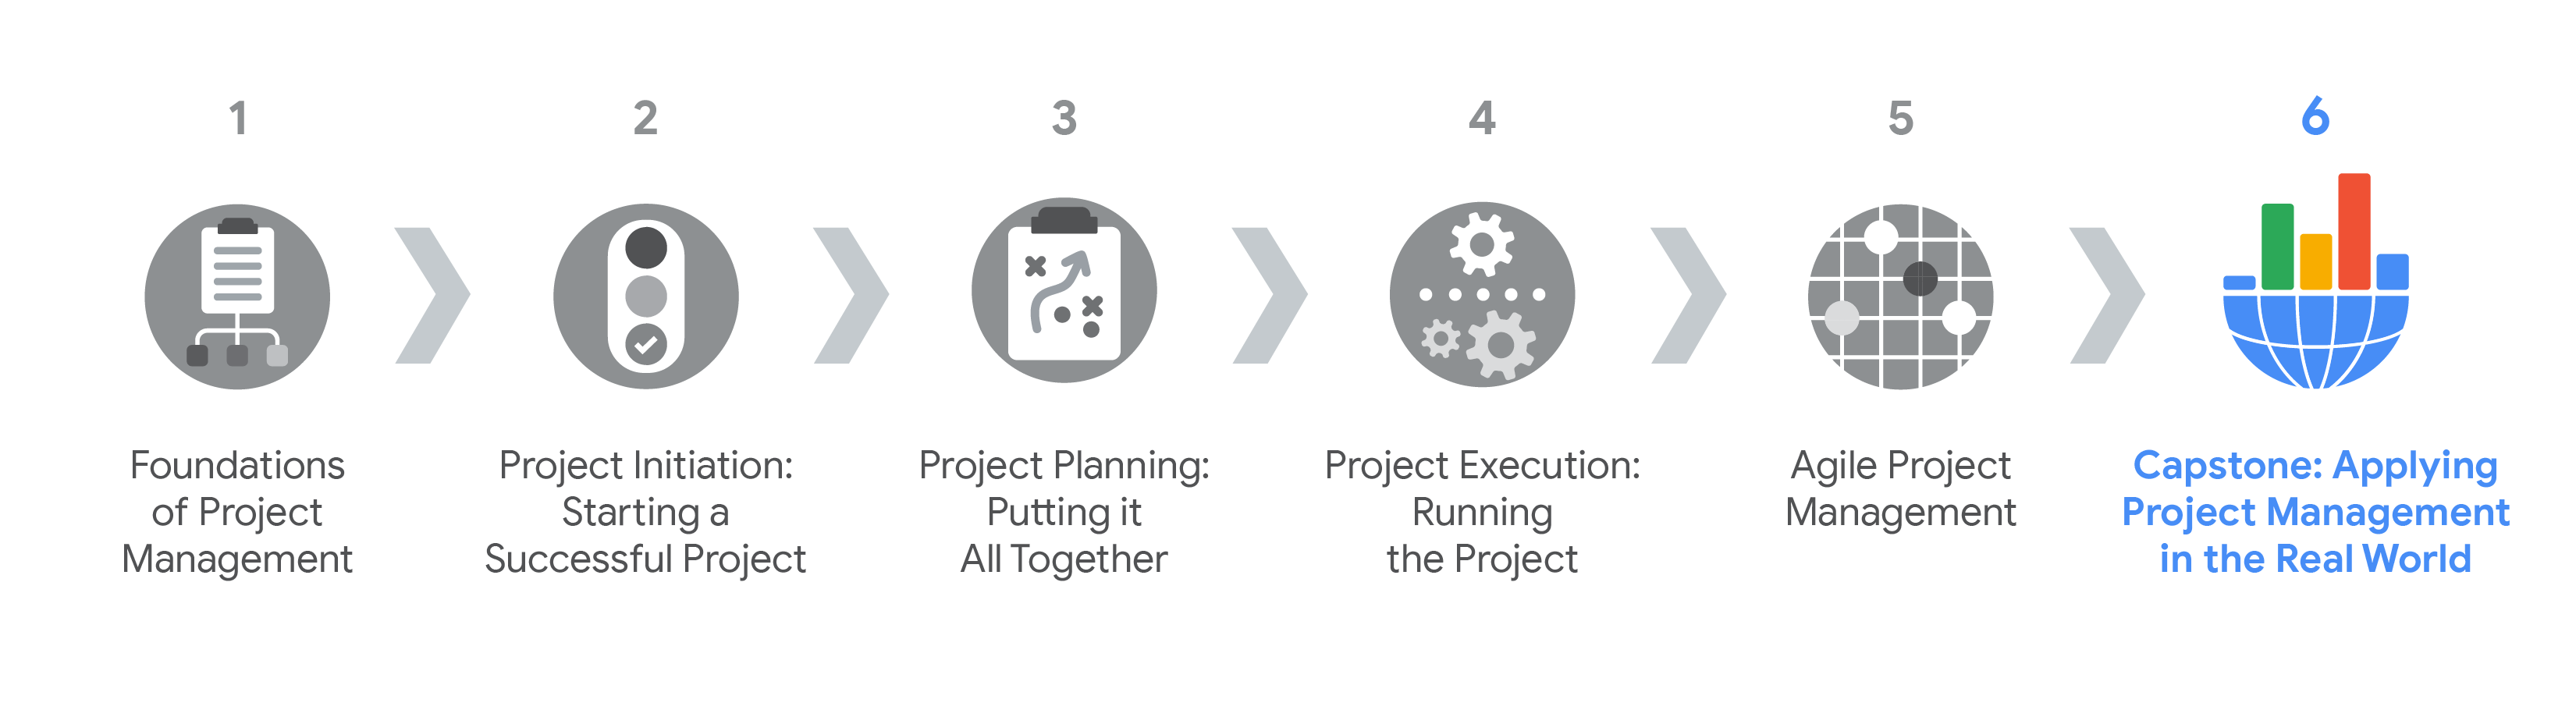 1
2
3
4
5
6
Foundations
of Project
Management
Project Initiation:
Starting a
Successful Project
Project Planning:
Putting it
All Together
Project Execution:
Running
the Project
Agile Project
Management
Capstone: Applying
Project Management
in the Real World